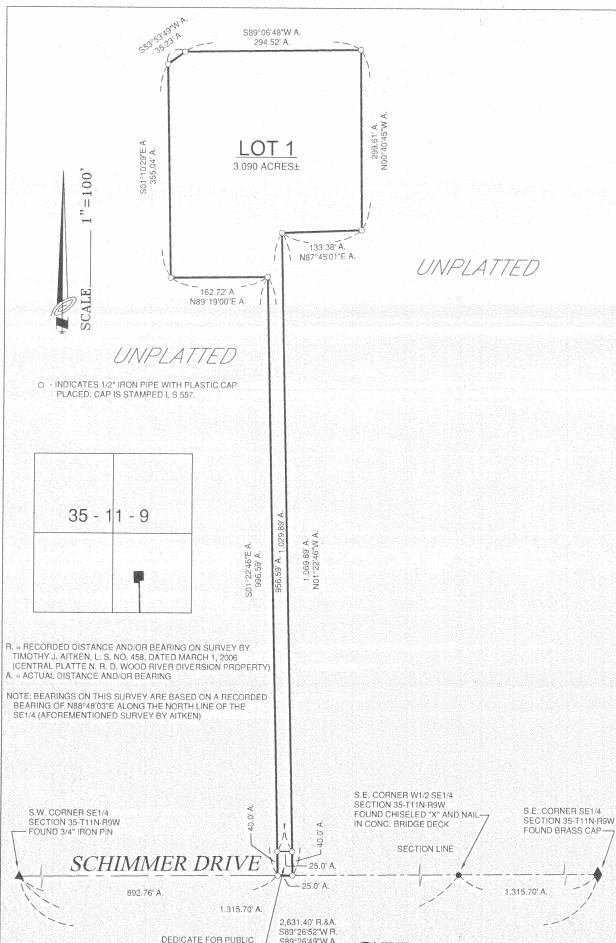 S89°06'48"W A.
294.52' A.
S53°53'49"W A.
35.23' A.
S01°10'29"E A.
355.04' A.
299.61' A.
N00°40'45"W A.
LOT 1
3.090 ACRES±
133.38' A.
N87°45'01"E A.
162.72' A.
N89°19'00"E A.
SCALE 1"=100'
UNPLATTED
UNPLATTED
○ - INDICATES 1/2" IRON PIPE WITH PLASTIC CAP
PLACED. CAP IS STAMPED L S 557.
35 - 11 - 9
S01°22'46"E A.
996.59' A.
956.59' A.
1,029.89' A.
1,069.89' A.
N01°22'46"W A.
R. = RECORDED DISTANCE AND/OR BEARING ON SURVEY BY
TIMOTHY J. AITKEN, L. S. NO. 458, DATED MARCH 1, 2006
(CENTRAL PLATTE N. R. D. WOOD RIVER DIVERSION PROPERTY)
A. = ACTUAL DISTANCE AND/OR BEARING
NOTE: BEARINGS ON THIS SURVEY ARE BASED ON A RECORDED
BEARING OF N88°48'03"E ALONG THE NORTH LINE OF THE
SE1/4 (AFOREMENTIONED SURVEY BY AITKEN)
S.W. CORNER SE1/4
SECTION 35-T11N-R9W
FOUND 3/4" IRON PIN
S.E. CORNER W1/2 SE1/4
SECTION 35-T11N-R9W
FOUND CHISELED "X" AND NAIL
IN CONC. BRIDGE DECK
S.E. CORNER SE1/4
SECTION 35-T11N-R9W
FOUND BRASS CAP
40.0' A.
40.0' A.
SECTION LINE
SCHIMMER DRIVE
25.0' A.
25.0' A.
892.76' A.
1,315.70' A.
1,315.70' A.
2,631.40' R.&A.
S89°26'52"W R.
S89°26'49"W A.
DEDICATE FOR PUBLIC